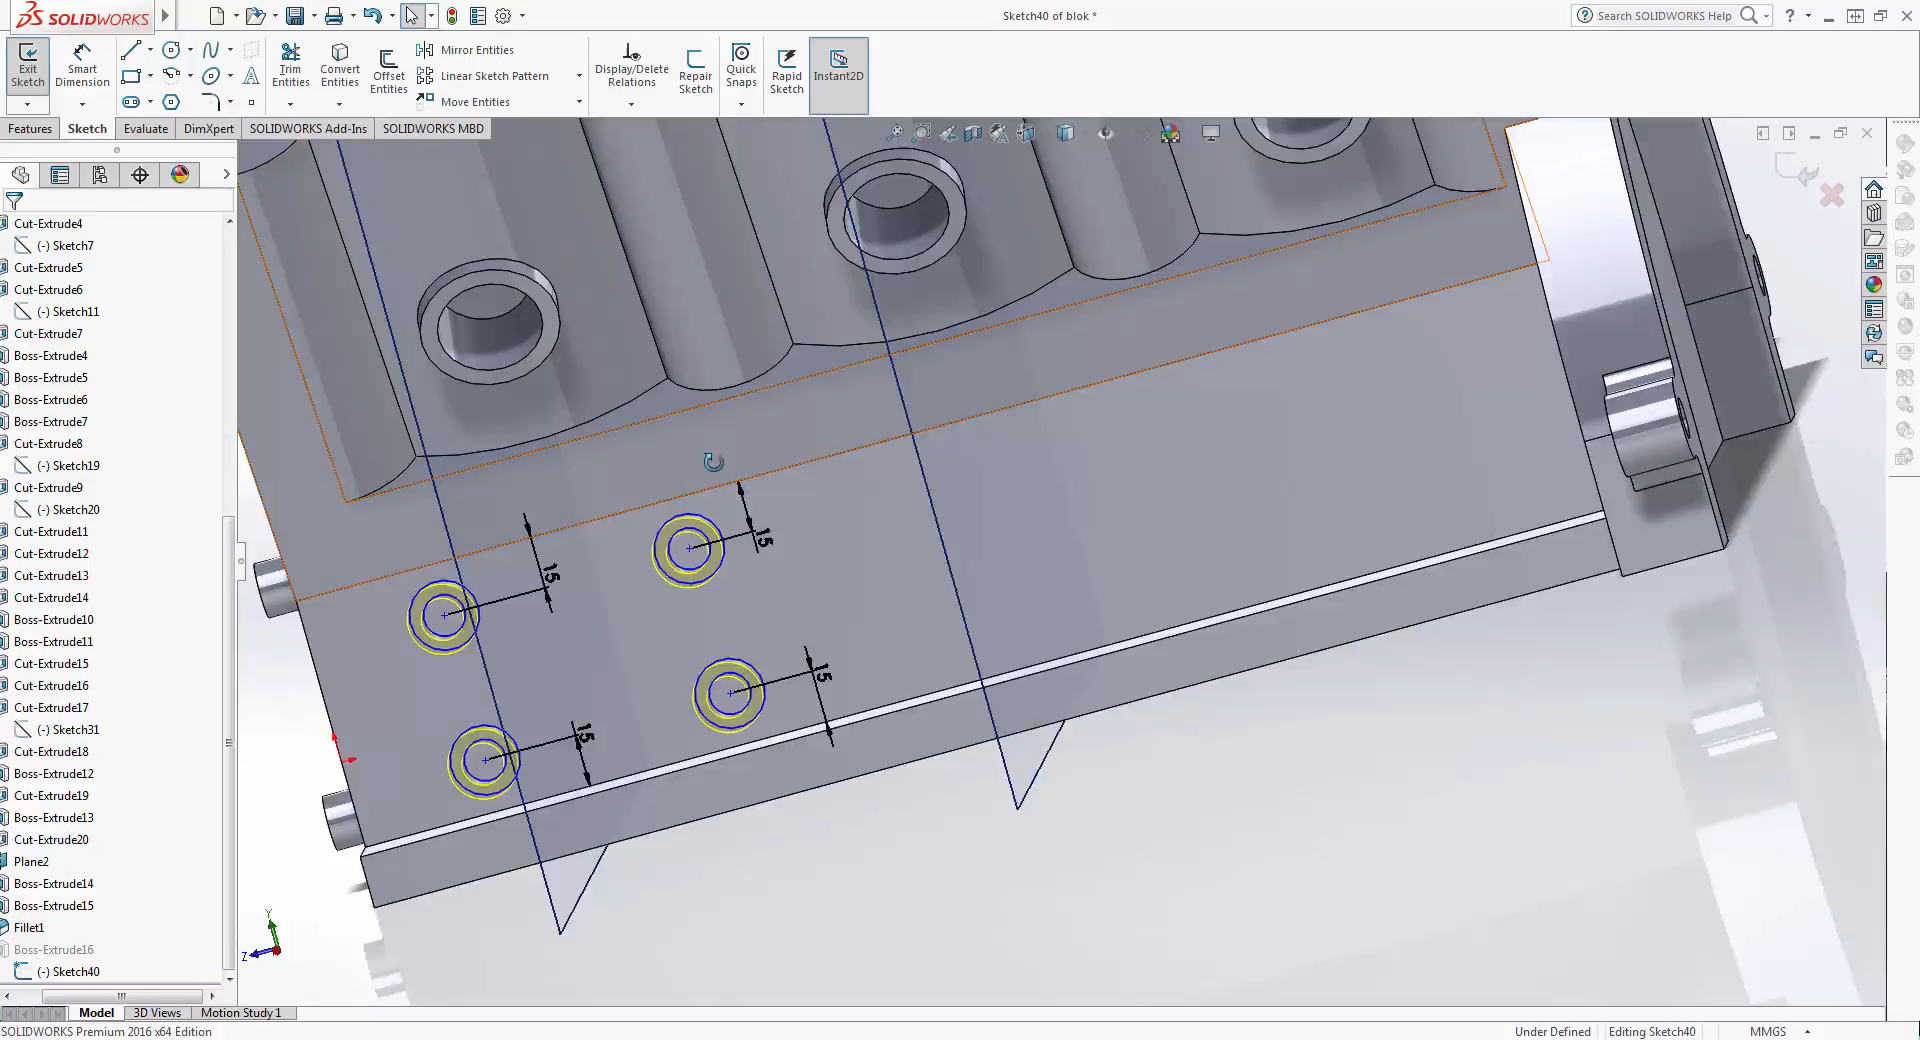 SOLIDWORKS
Sketch40 of blok *
Search SOLIDWORKS Help
Exit Sketch
Smart Dimension
Trim Entities
Convert Entities
Offset Entities
Mirror Entities
Linear Sketch Pattern
Move Entities
Display/Delete Relations
Repair Sketch
Quick Snaps
Rapid Sketch
Instant2D
Features
Sketch
Evaluate
DimXpert
SOLIDWORKS Add-Ins
SOLIDWORKS MBD
Cut-Extrude4
(-) Sketch7
Cut-Extrude5
Cut-Extrude6
(-) Sketch11
Cut-Extrude7
Boss-Extrude4
Boss-Extrude5
Boss-Extrude6
Boss-Extrude7
Cut-Extrude8
(-) Sketch19
Cut-Extrude9
(-) Sketch20
Cut-Extrude11
Cut-Extrude12
Cut-Extrude13
Cut-Extrude14
Boss-Extrude10
Boss-Extrude11
Cut-Extrude15
Cut-Extrude16
Cut-Extrude17
(-) Sketch31
Cut-Extrude18
Boss-Extrude12
Cut-Extrude19
Boss-Extrude13
Cut-Extrude20
Plane2
Boss-Extrude14
Boss-Extrude15
Fillet1
Boss-Extrude16
(-) Sketch40
15
15
15
15
Y
Z
Model
3D Views
Motion Study 1
SOLIDWORKS Premium 2016 x64 Edition
Under Defined
Editing Sketch40
MMGS